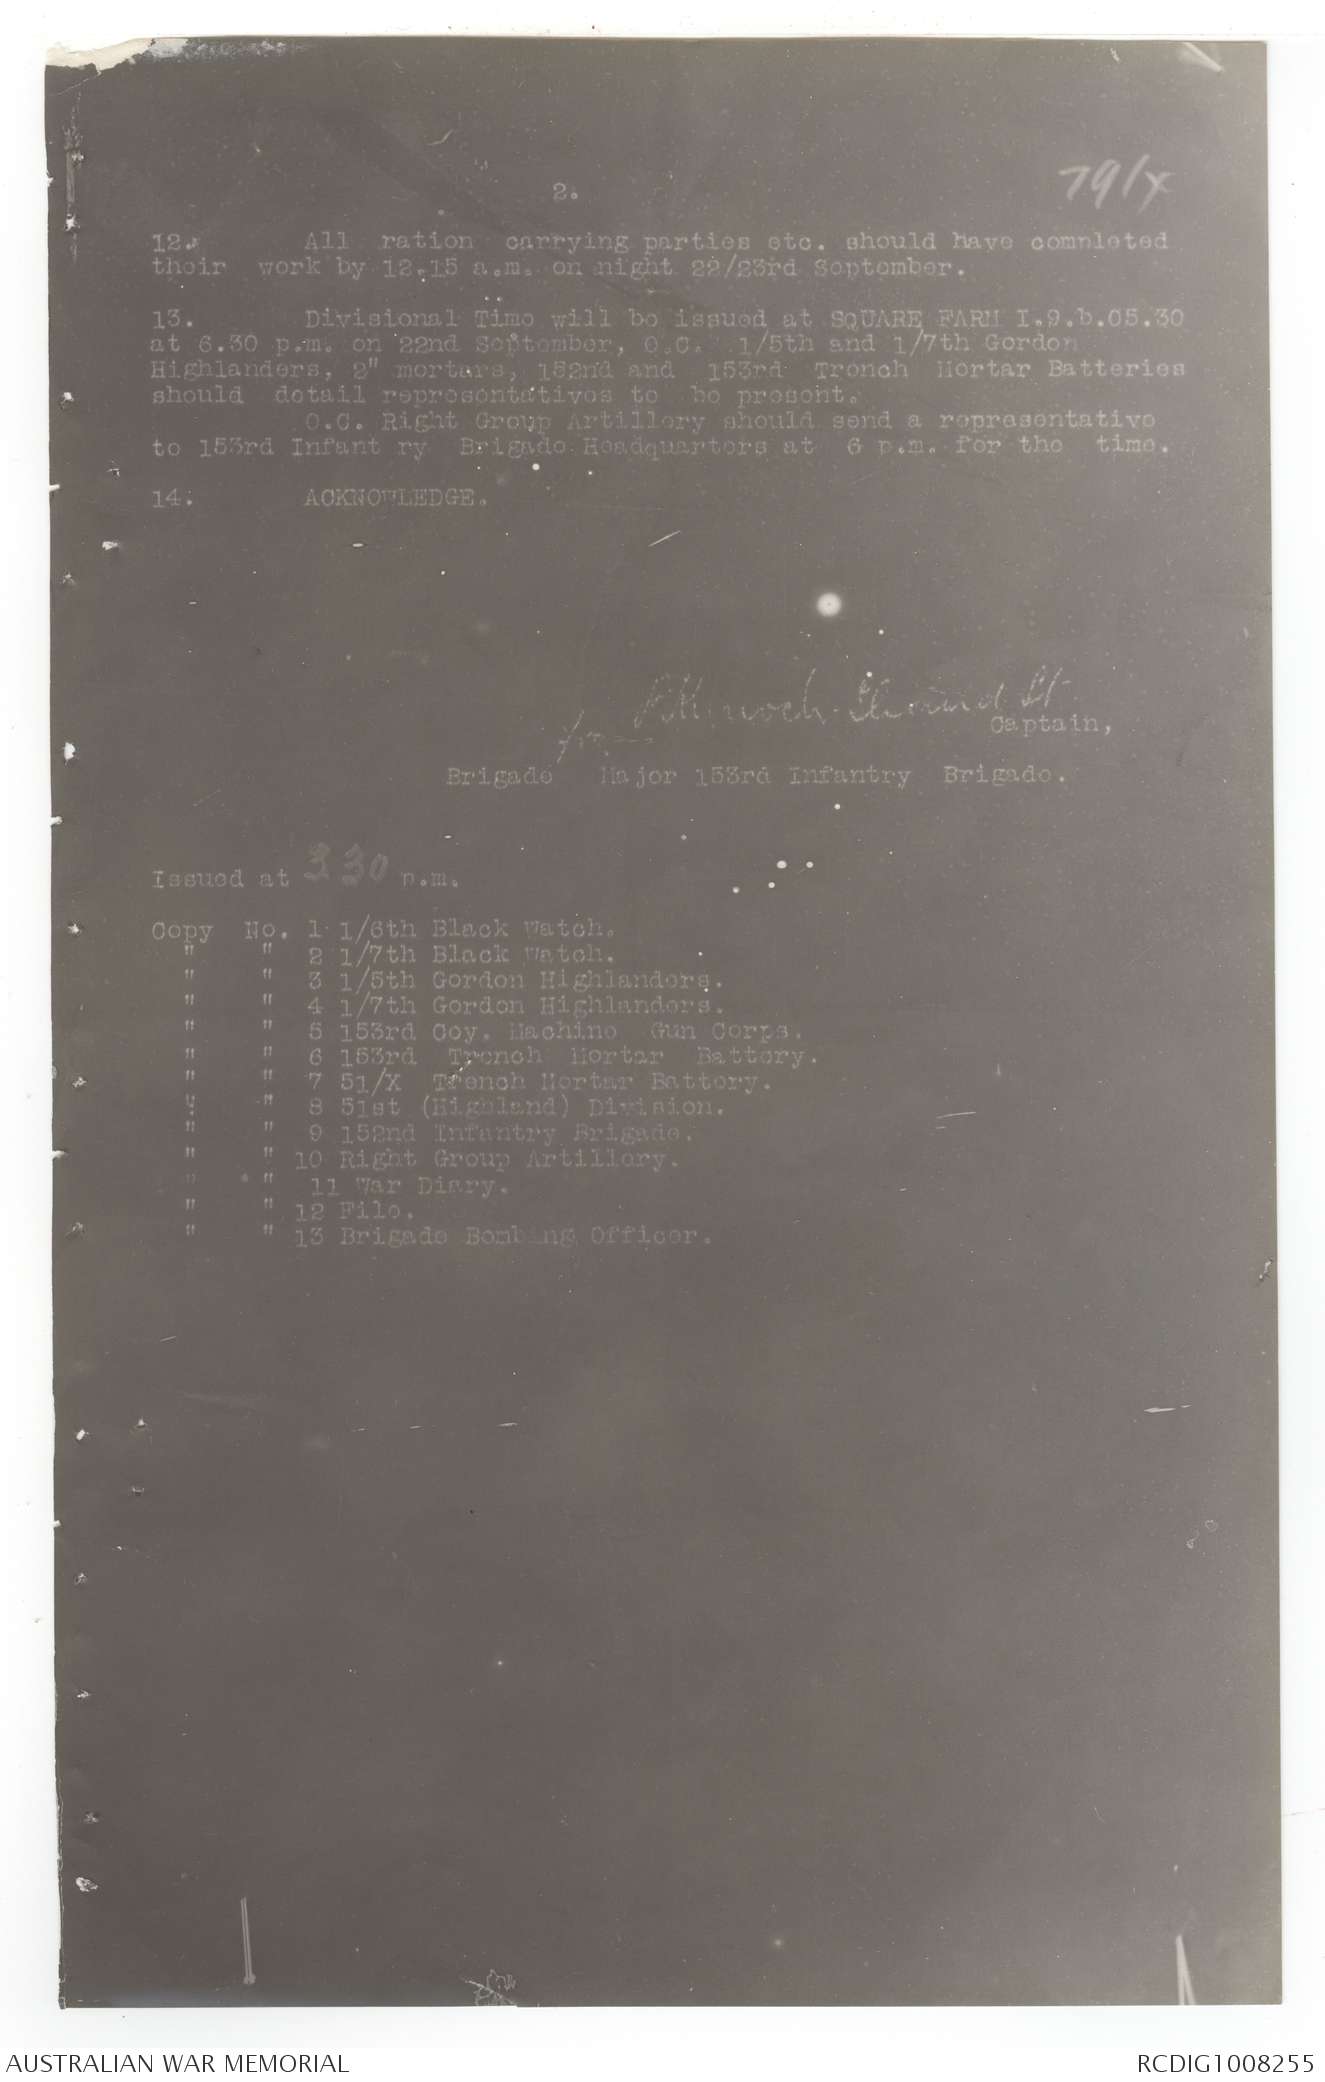 2.
79/X
12. All ration carrying parties etc. should have completed
their work by 12.15 a.m. on night 22/23rd September.
13. Divisional Time will be issued at SQUARE FARM I.9.b.05.30
at 6.30 p.m. on 22nd September, O.C. 1/5th and 1/7th Gordon
Highlanders, 2" mortars, 152nd and 153rd Trench Mortar Batteries
should detail representatives to be present.
O.C. Right Group Artillery should send a representative
to 153rd Infant ry Brigade Headquarters at 6 p.m. for the time.
14. ACKNOWLEDGE.
for
Captain,
Brigade Major 153rd Infantry Brigade.
Issued at 3 30 p.m.
Copy No. 1 1/6th Black Watch.
" " 2 1/7th Black Watch.
" " 3 1/5th Gordon Highlanders.
" " 4 1/7th Gordon Highlanders.
" " 5 153rd Coy. Machine Gun Corps.
" " 6 153rd Trench Mortar Battery.
" " 7 51/X Trench Mortar Battery.
" " 8 51st (Highland) Division.
" " 9 152nd Infantry Brigade.
" " 10 Right Group Artillery.
" " 11 War Diary.
" " 12 File.
" " 13 Brigade Bombing Officer.
AUSTRALIAN WAR MEMORIAL
RCDIG1008255